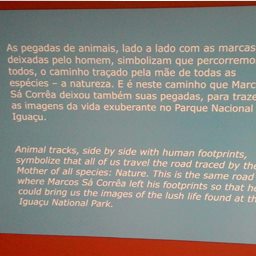 As pegadas de animais, lado a lado com as marcas
deixadas pelo homem, simbolizam que percorremo
todos, o caminho traçado pela mãe de todas as
espécies – a natureza. E é neste caminho que Marc
Sá Corrêa deixou também suas pegadas, para traze
as imagens da vida exuberante no Parque Nacional
Iguaçu.
Animal tracks, side by side with human footprints,
symbolize that all of us travel the road traced by the
Mother of all species: Nature. This is the same road
where Marcos Sá Corrêa left his footprints so that he
could bring us the images of the lush life found at th
Iguaçu National Park.